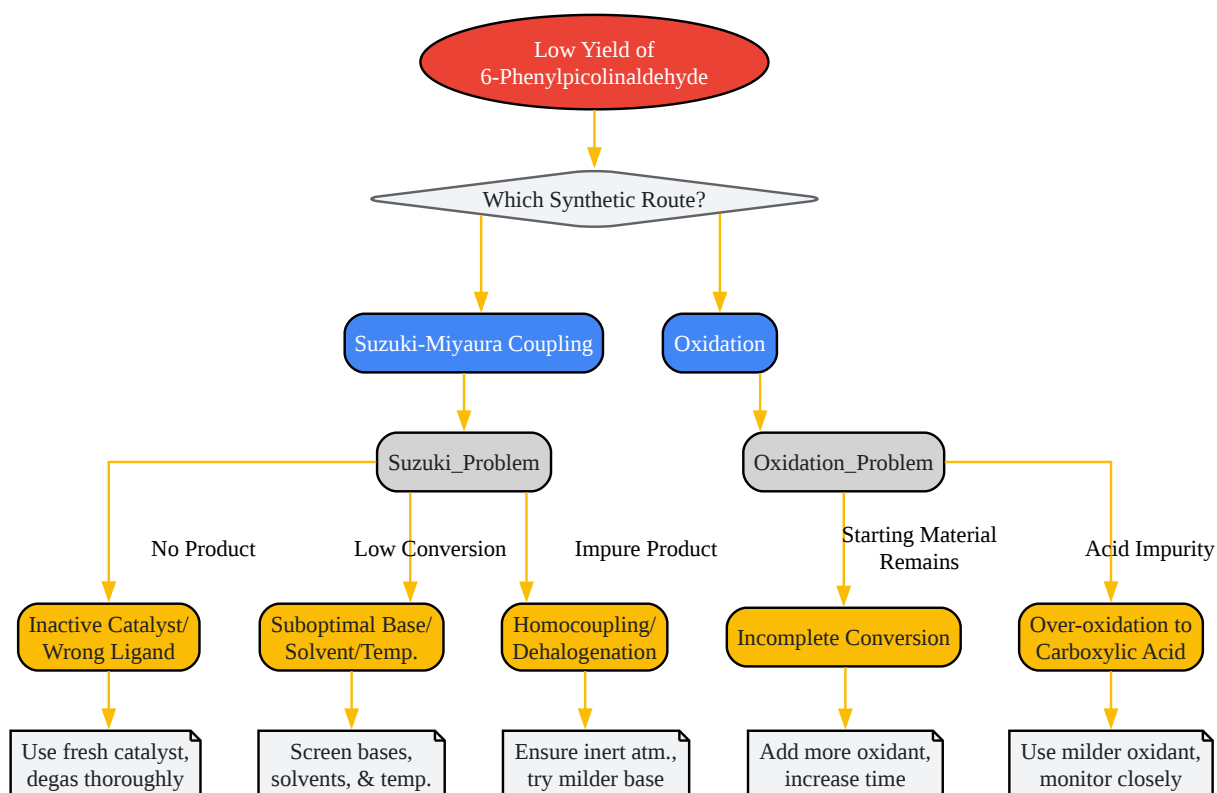 Low Yield of
6-Phenylpicolinaldehyde
Which Synthetic Route?
Suzuki-Miyaura Coupling
Oxidation
Suzuki_Problem
Oxidation_Problem
No Product
Low Conversion
Impure Product
Starting Material
Remains
Acid Impurity
Inactive Catalyst/
Wrong Ligand
Suboptimal Base/
Solvent/Temp.
Homocoupling/
Dehalogenation
Incomplete Conversion
Over-oxidation to
Carboxylic Acid
Use fresh catalyst,
degas thoroughly
Screen bases,
solvents, & temp.
Ensure inert atm.,
try milder base
Add more oxidant,
increase time
Use milder oxidant,
monitor closely